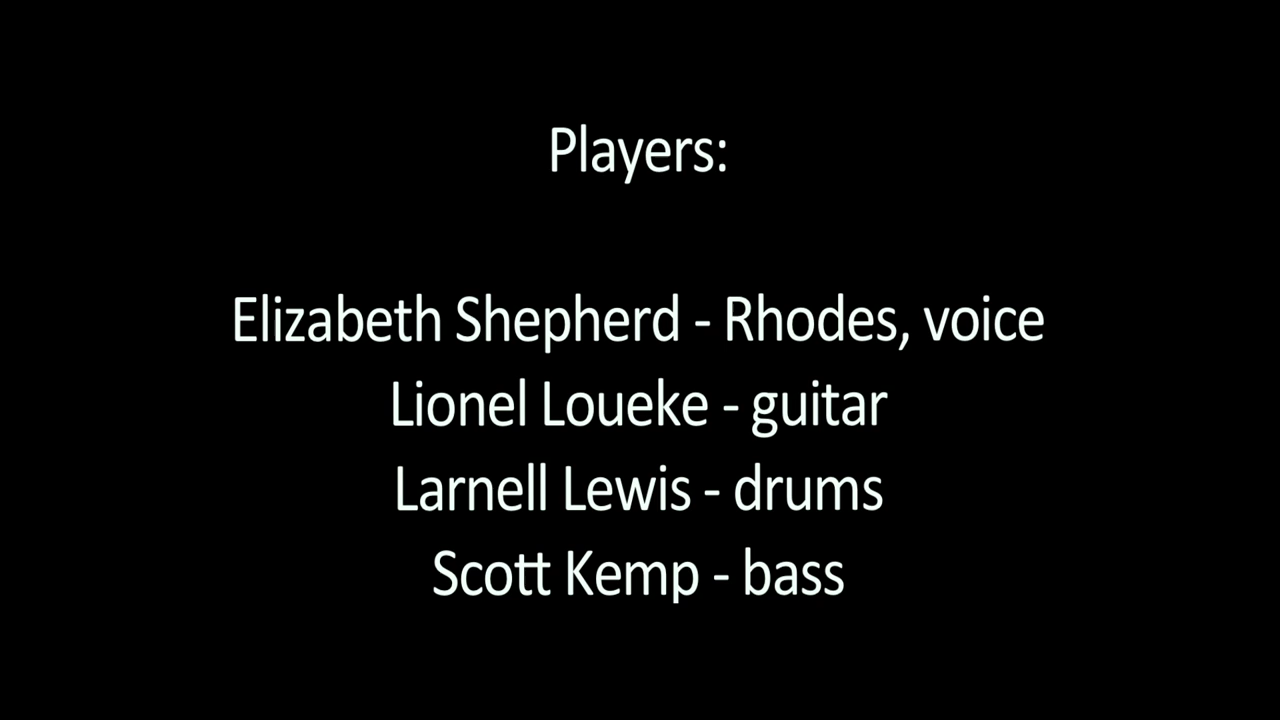 Players:
Elizabeth Shepherd - Rhodes, voice
Lionel Loueke - guitar
Larnell Lewis - drums
Scott Kemp - bass